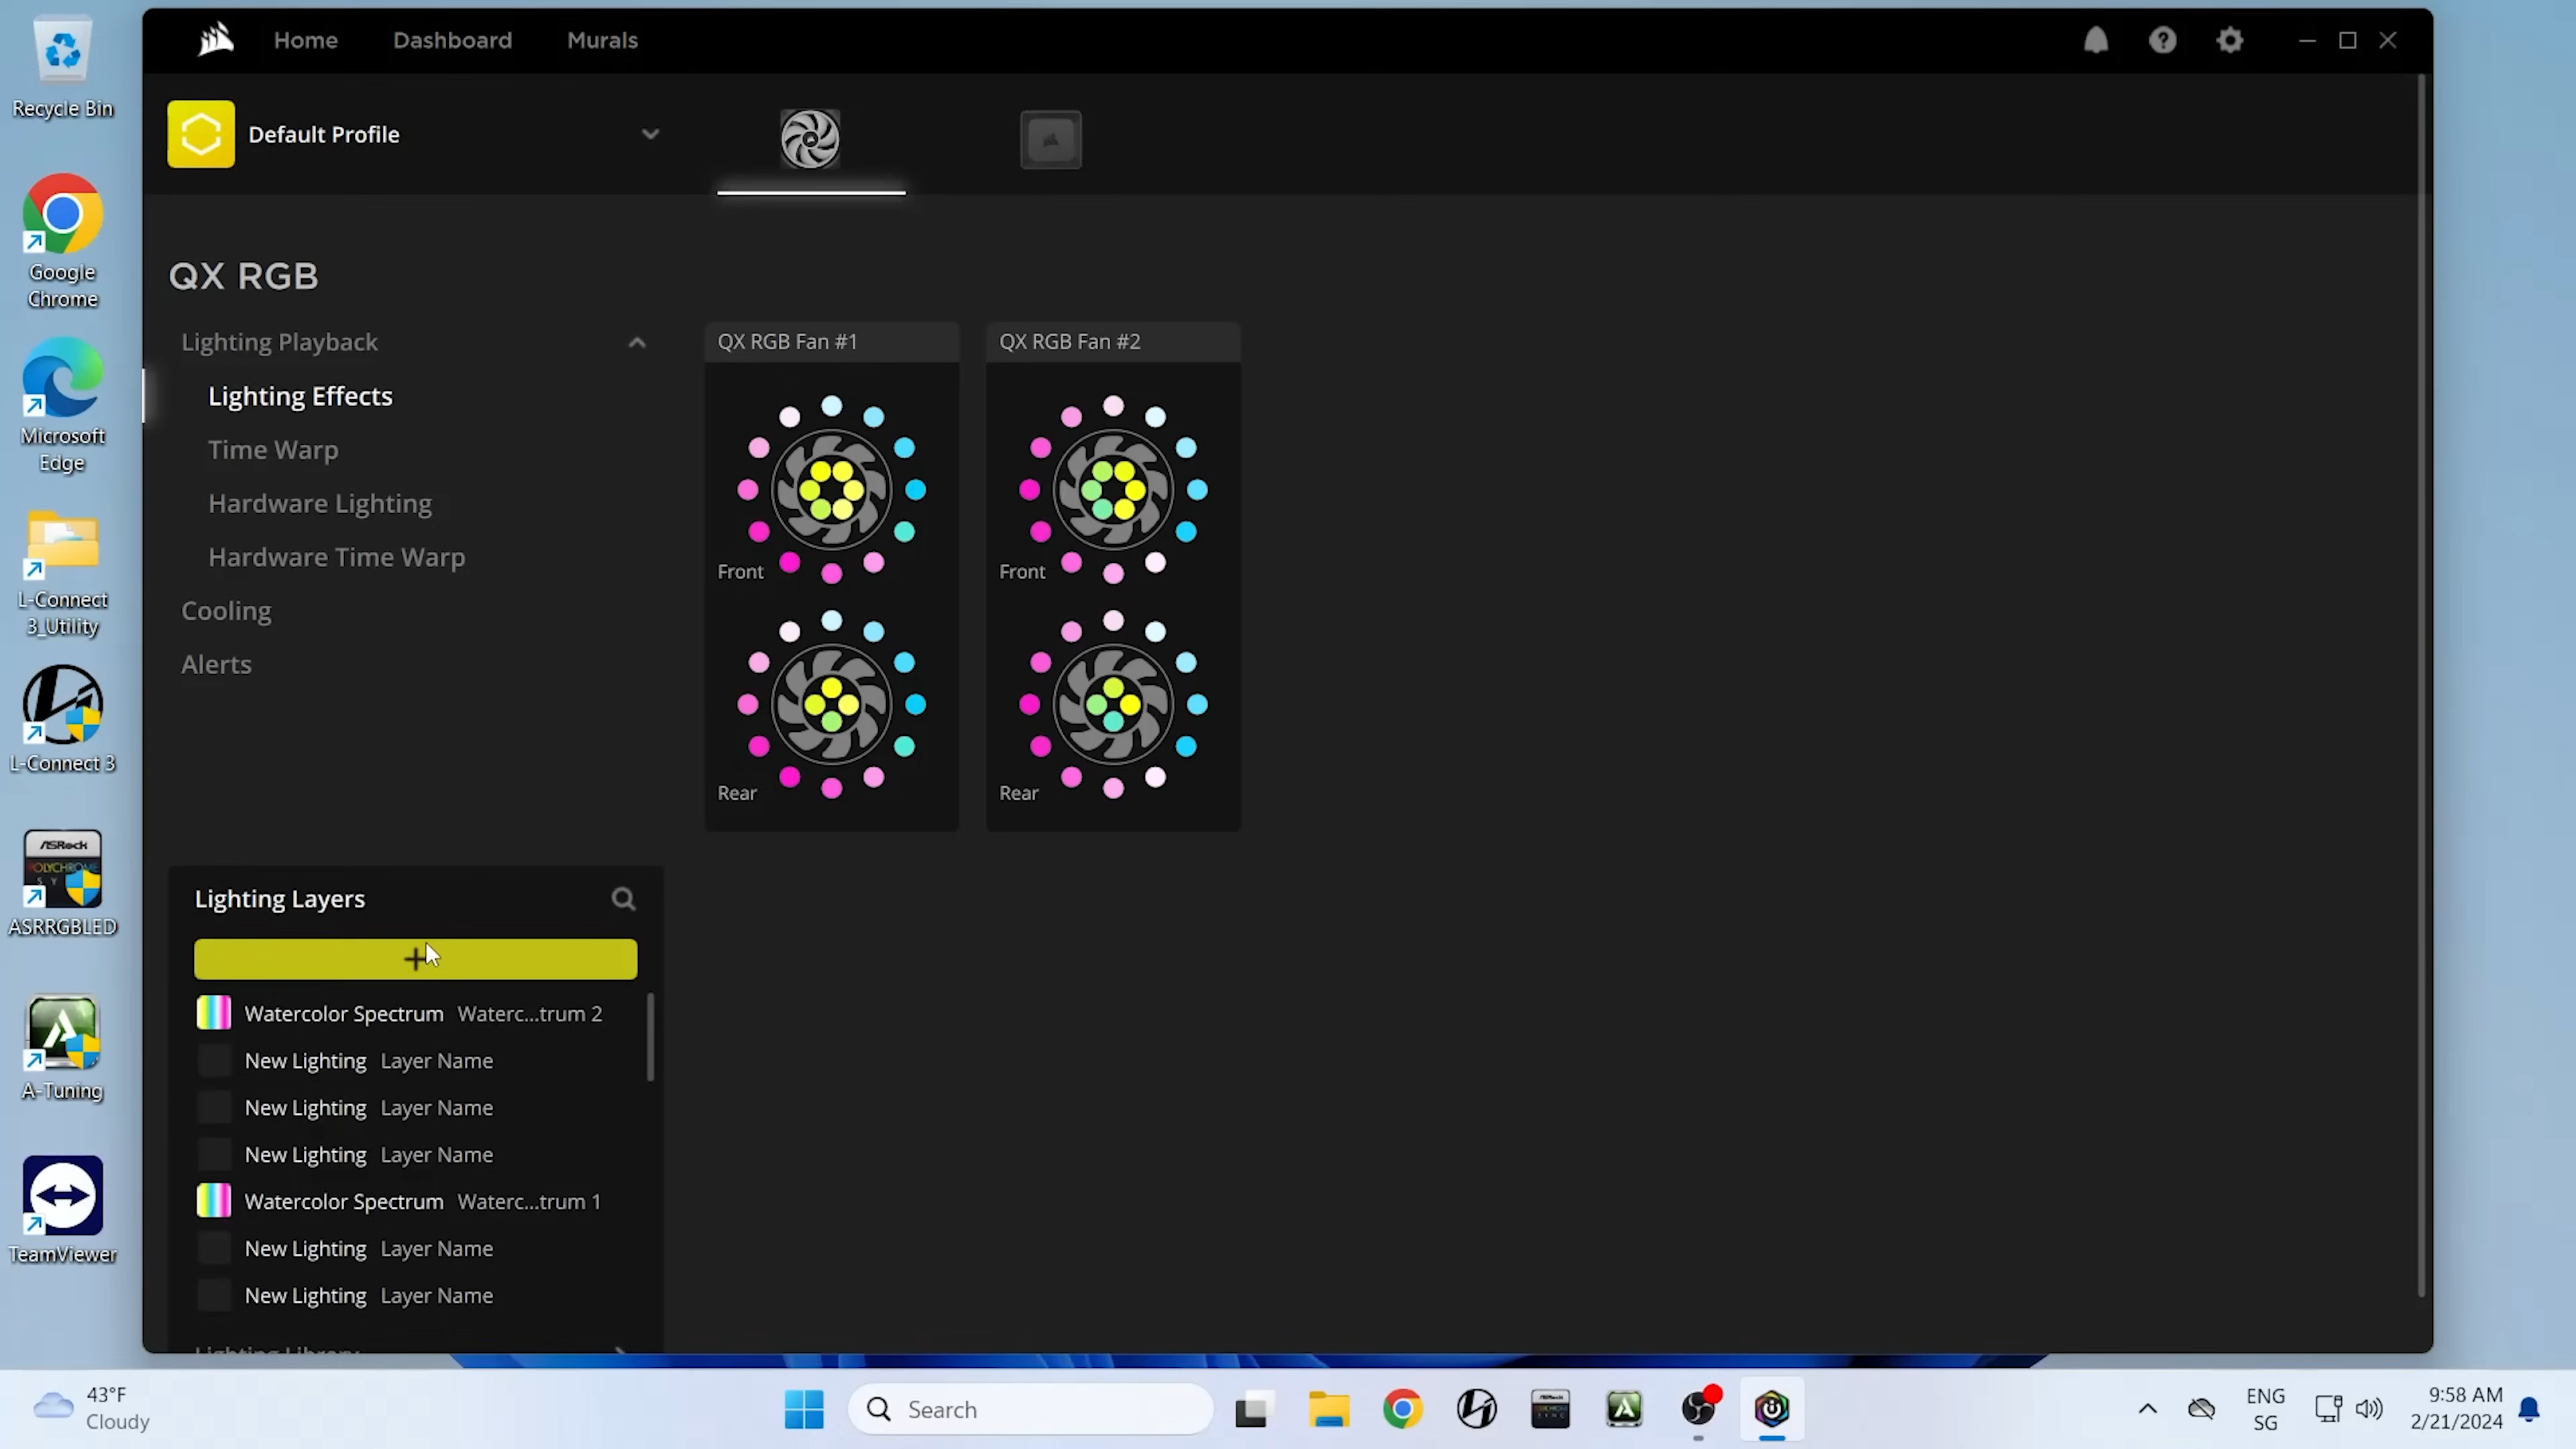 Home Dashboard Murals
Recycle Bin
Default Profile
Google
Chrome
QX RGB
Lighting Playback
Lighting Effects
Time Warp
Hardware Lighting
Hardware Time Warp
Cooling
Alerts
QX RGB Fan #1
Front
Rear
QX RGB Fan #2
Front
Rear
Microsoft
Edge
L-Connect
3_Utility
L-Connect 3
ASRock
POLYCHROME
ASRRGBLED
A-Tuning
TeamViewer
Lighting Layers
+
Watercolor Spectrum Waterc...trum 2
New Lighting Layer Name
New Lighting Layer Name
New Lighting Layer Name
Watercolor Spectrum Waterc...trum 1
New Lighting Layer Name
New Lighting Layer Name
Lighting Library
43°F
Cloudy
Search
ENG
SG
9:58 AM
2/21/2024